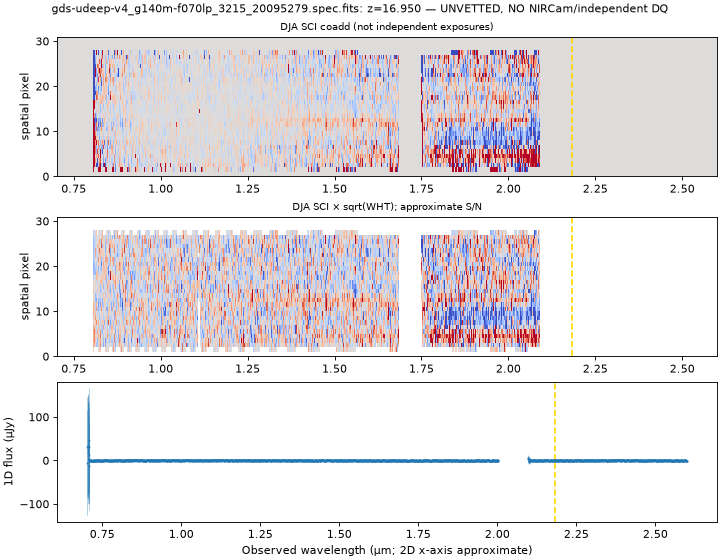 gds-udeep-v4_g140m-f070lp_3215_20095279.spec.fits: z=16.950 — UNVETTED, NO NIRCam/independent DQ
DJA SCI coadd (not independent exposures)
30
20
10
0
spatial pixel
0.75 1.00 1.25 1.50 1.75 2.00 2.25 2.50
DJA SCI × sqrt(WHT); approximate S/N
30
20
10
0
spatial pixel
0.75 1.00 1.25 1.50 1.75 2.00 2.25 2.50
100
0
−100
1D flux (μJy)
0.75 1.00 1.25 1.50 1.75 2.00 2.25 2.50
Observed wavelength (μm; 2D x-axis approximate)